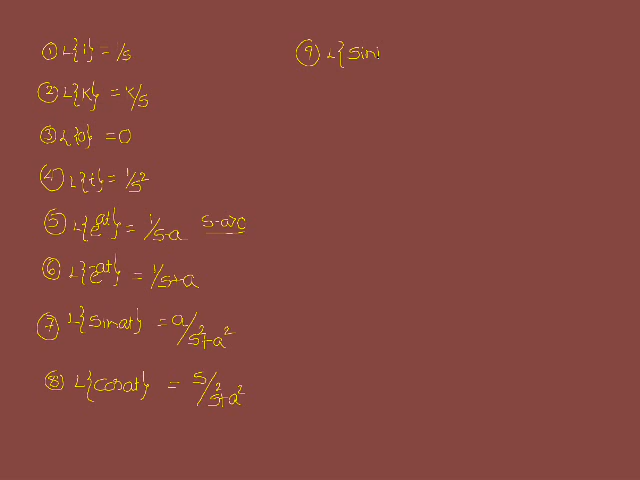 ① L{1} = 1/s
② L{K} = K/s
③ L{0} = 0
④ L{t} = 1/s²
⑤ L{e^at} = 1/s-a s-a>0
⑥ L{e^-at} = 1/s+a
⑦ L{sinat} = a/s²+a²
⑧ L{cosat} = s/s²+a²
⑨ L{sin